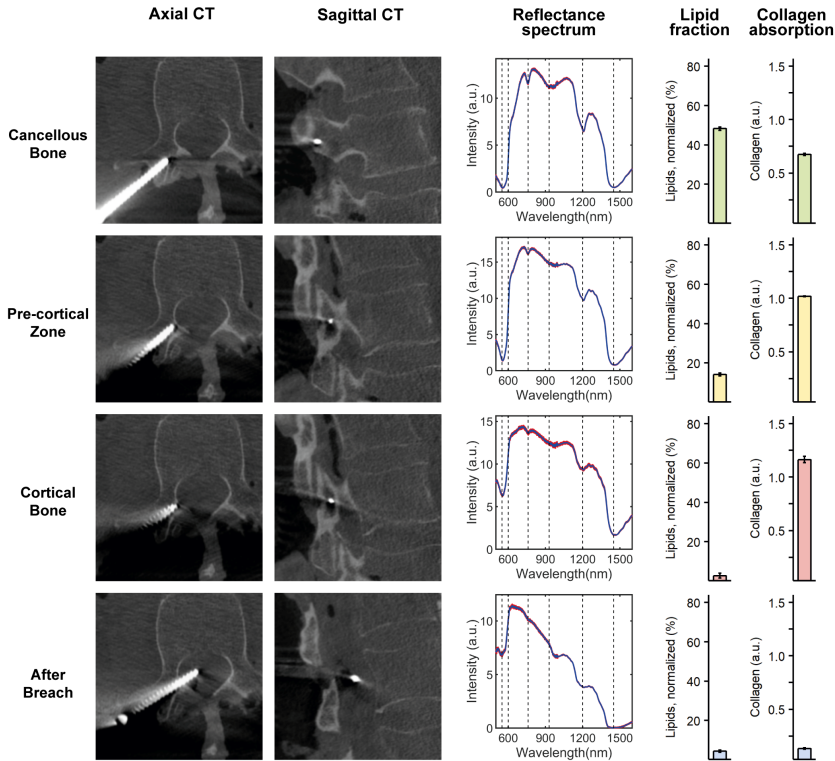 Axial CT
Sagittal CT
Reflectance
spectrum
Lipid
fraction
Collagen
absorption
Cancellous
Bone
Intensity (a.u.)
10
5
0
600 900 1200 1500
Wavelength(nm)
Lipids, normalized (%)
80
60
40
20
Collagen (a.u.)
1.5
1.0
0.5
Pre-cortical
Zone
Intensity (a.u.)
15
10
5
0
600 900 1200 1500
Wavelength(nm)
Lipids, normalized (%)
80
60
40
20
Collagen (a.u.)
1.5
1.0
0.5
Cortical
Bone
Intensity (a.u.)
15
10
5
0
600 900 1200 1500
Wavelength(nm)
Lipids, normalized (%)
80
60
40
20
Collagen (a.u.)
1.5
1.0
0.5
After
Breach
Intensity (a.u.)
10
5
0
600 900 1200 1500
Wavelength(nm)
Lipids, normalized (%)
80
60
40
20
Collagen (a.u.)
1.5
1.0
0.5